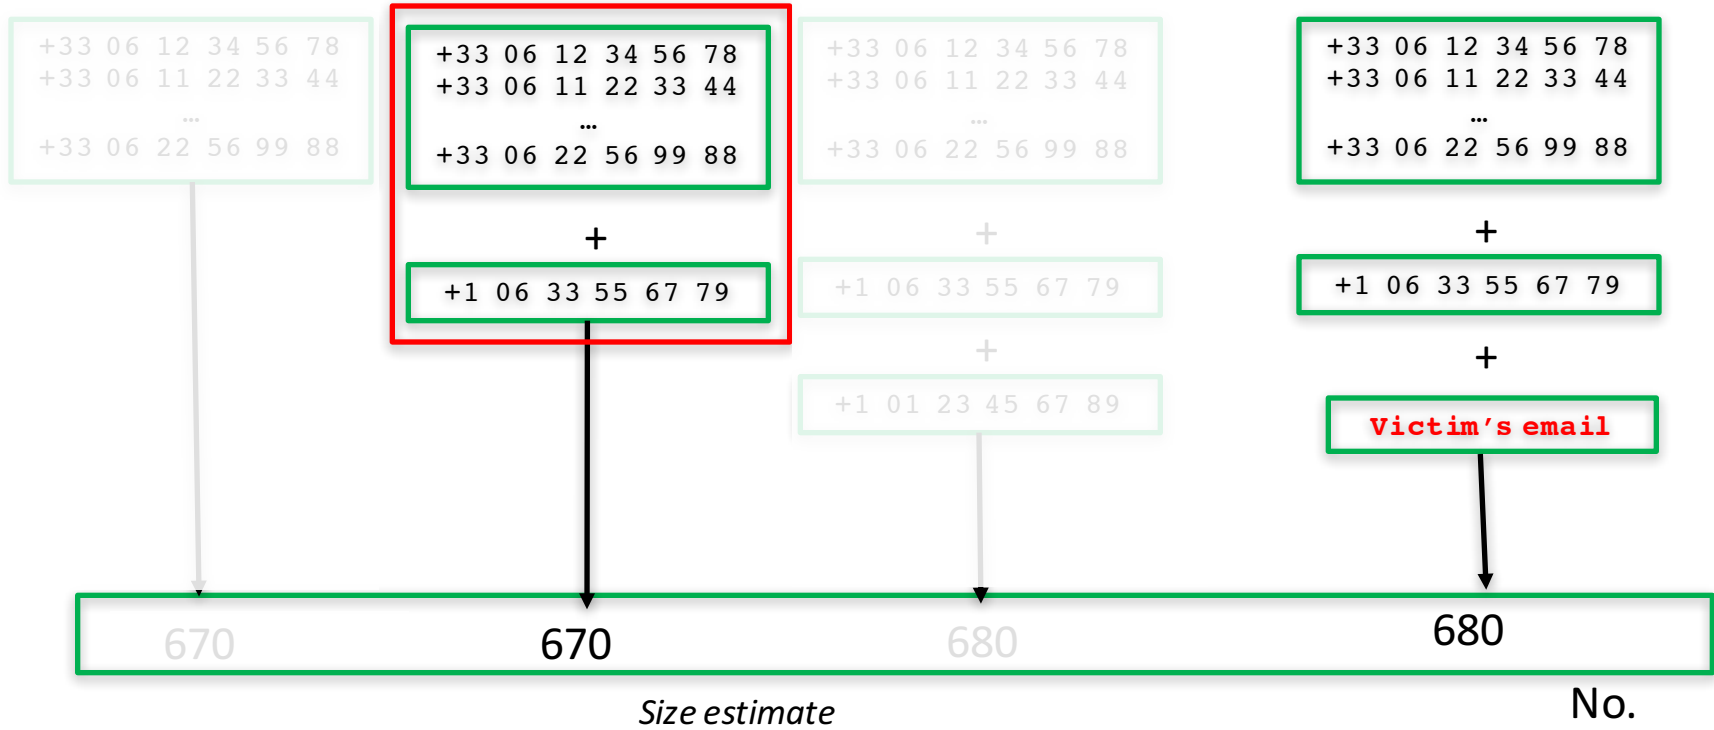 +33 06 12 34 56 78
+33 06 11 22 33 44
…
+33 06 22 56 99 88
+33 06 12 34 56 78
+33 06 11 22 33 44
…
+33 06 22 56 99 88
+
+1 06 33 55 67 79
+33 06 12 34 56 78
+33 06 11 22 33 44
…
+33 06 22 56 99 88
+
+1 06 33 55 67 79
+
+1 01 23 45 67 89
+33 06 12 34 56 78
+33 06 11 22 33 44
…
+33 06 22 56 99 88
+
+1 06 33 55 67 79
+
Victim’s email
670
670
680
680
Size estimate
No.